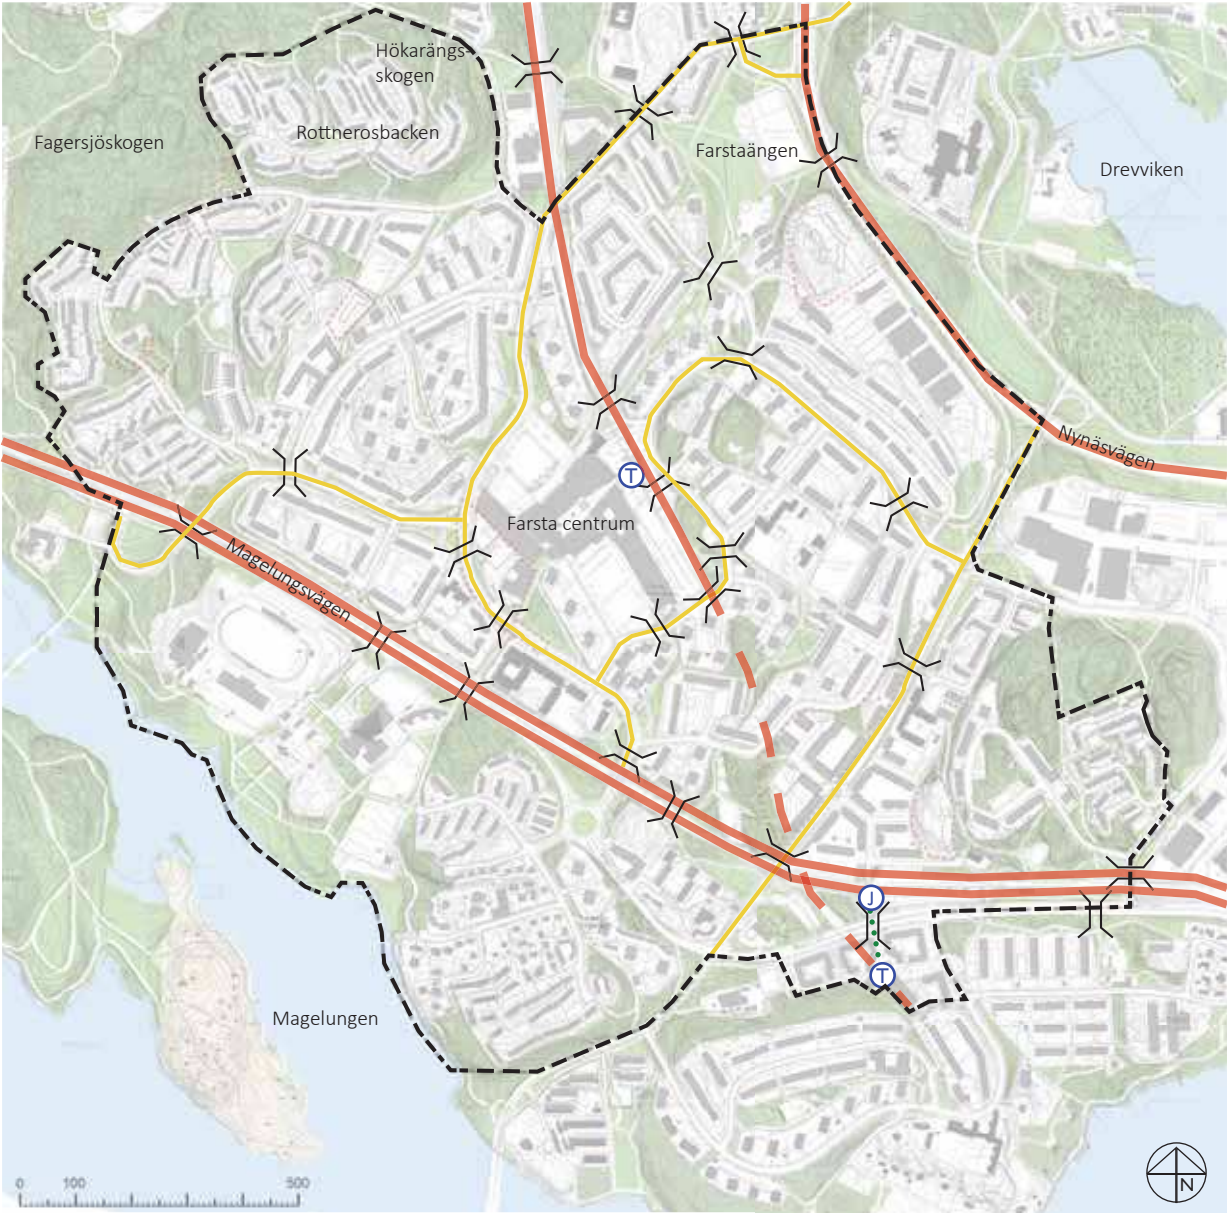 Hökarängs-
skogen
Rottnerosbacken
Fagersjöskogen
Farstaängen
Drevviken
Nynäsvägen
T
Farsta centrum
Magelungsvägen
J
T
Magelungen
0 100 500
N